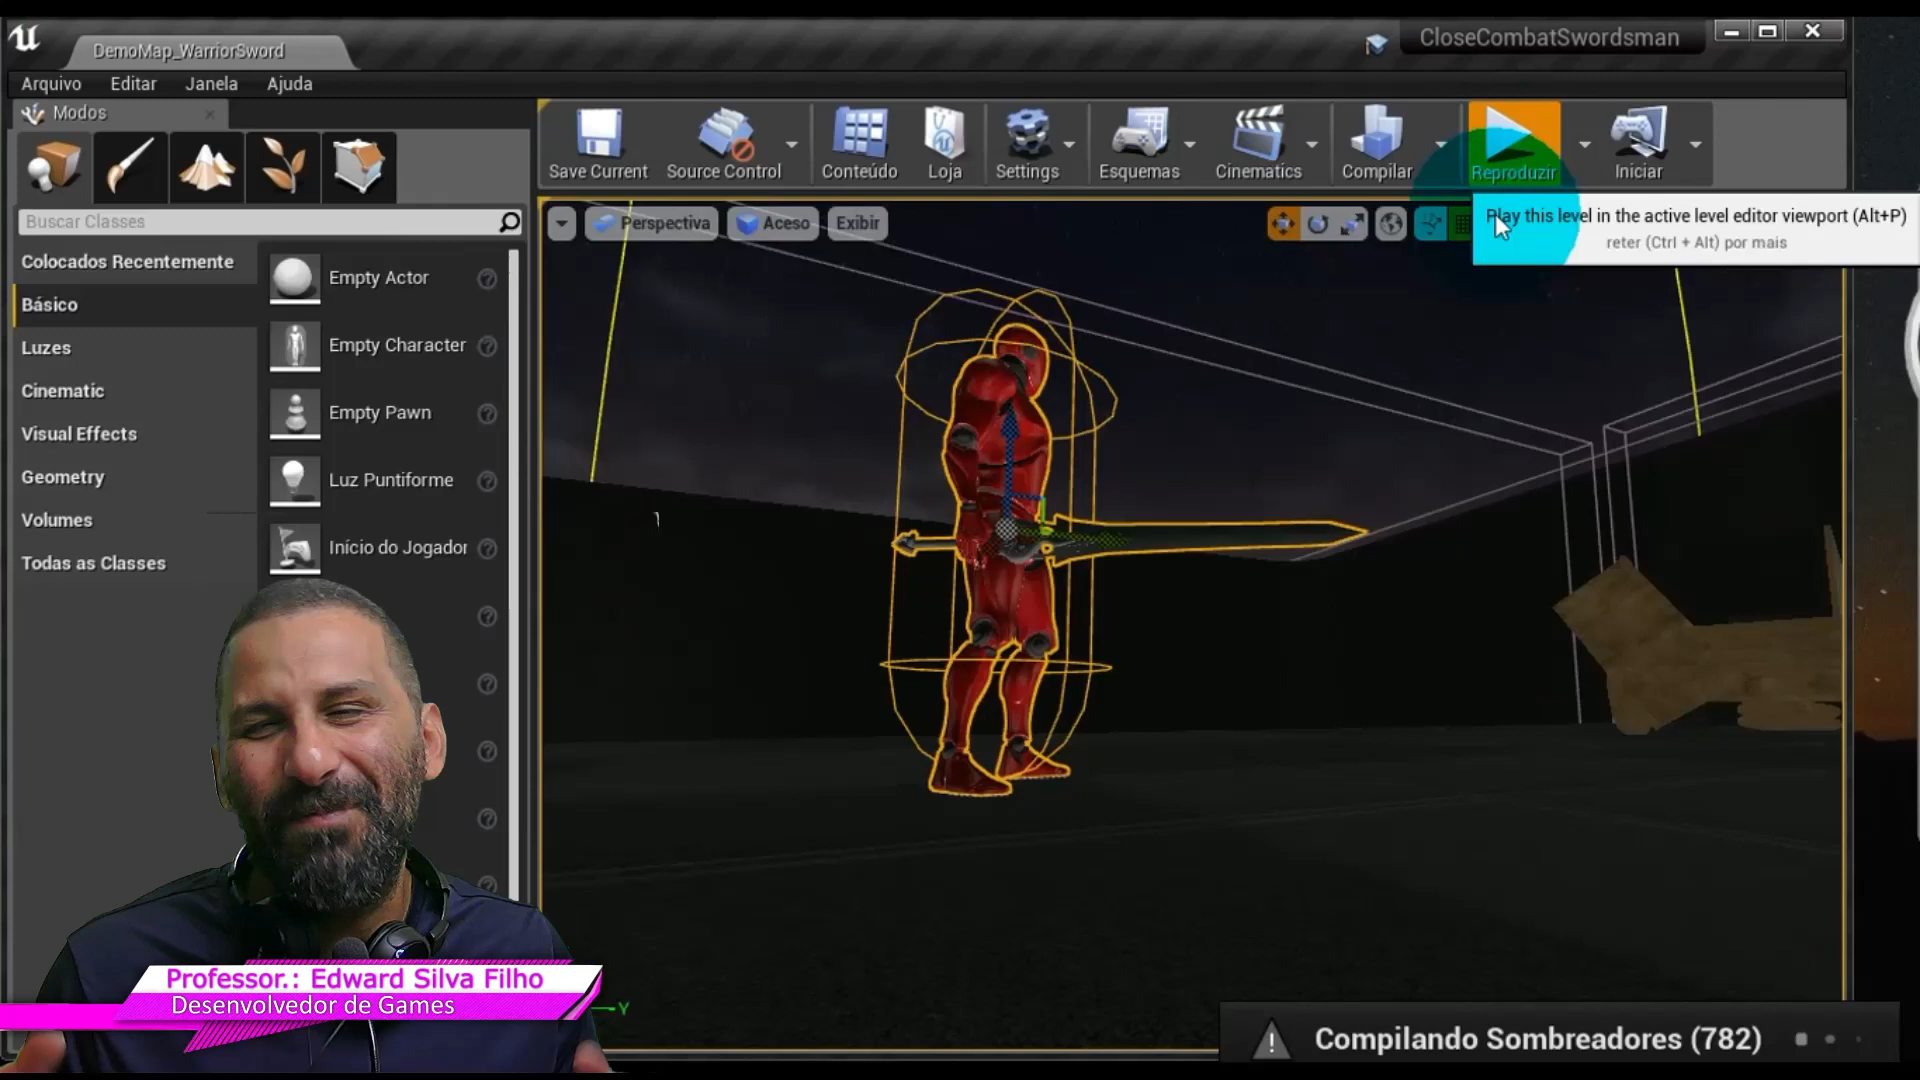 DemoMap_WarriorSword
CloseCombatSwordsman
Arquivo Editar Janela Ajuda
Modos
Save Current
Source Control
Conteúdo
Loja
Settings
Esquemas
Cinematics
Compilar
Reproduzir
Iniciar
Buscar Classes
Perspectiva
Aceso
Exibir
Play this level in the active level editor viewport (Alt+P)
reter (Ctrl + Alt) por mais
Colocados Recentemente
Básico
Luzes
Cinematic
Visual Effects
Geometry
Volumes
Todas as Classes
Empty Actor
Empty Character
Empty Pawn
Luz Puntiforme
Início do Jogador
Professor.: Edward Silva Filho
Desenvolvedor de Games
Y
Compilando Sombreadores (782)